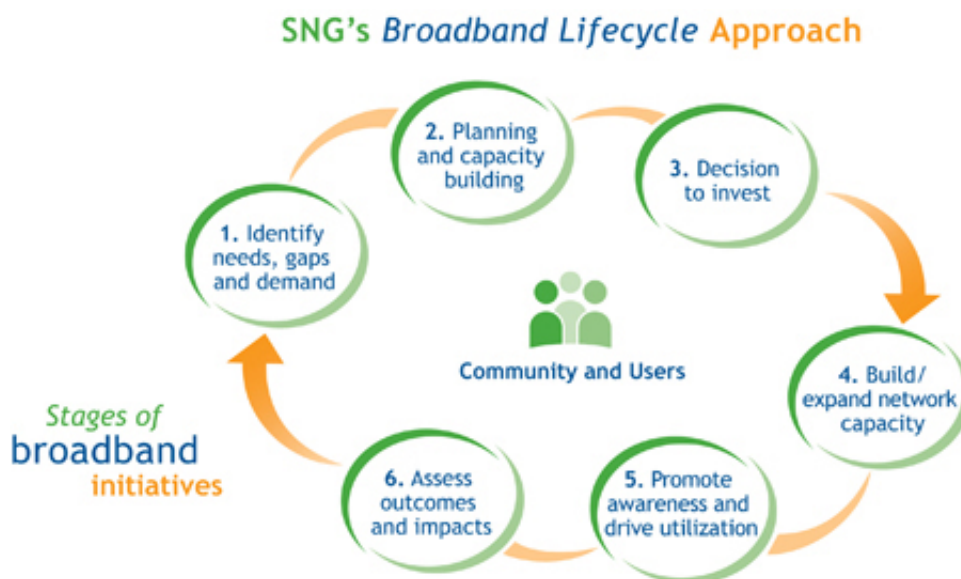 SNG's Broadband Lifecycle Approach
1. Identify
needs, gaps
and demand
2. Planning
and capacity
building
3. Decision
to invest
4. Build/
expand network
capacity
5. Promote
awareness and
drive utilization
6. Assess
outcomes
and impacts
Community and Users
Stages of
broadband
initiatives